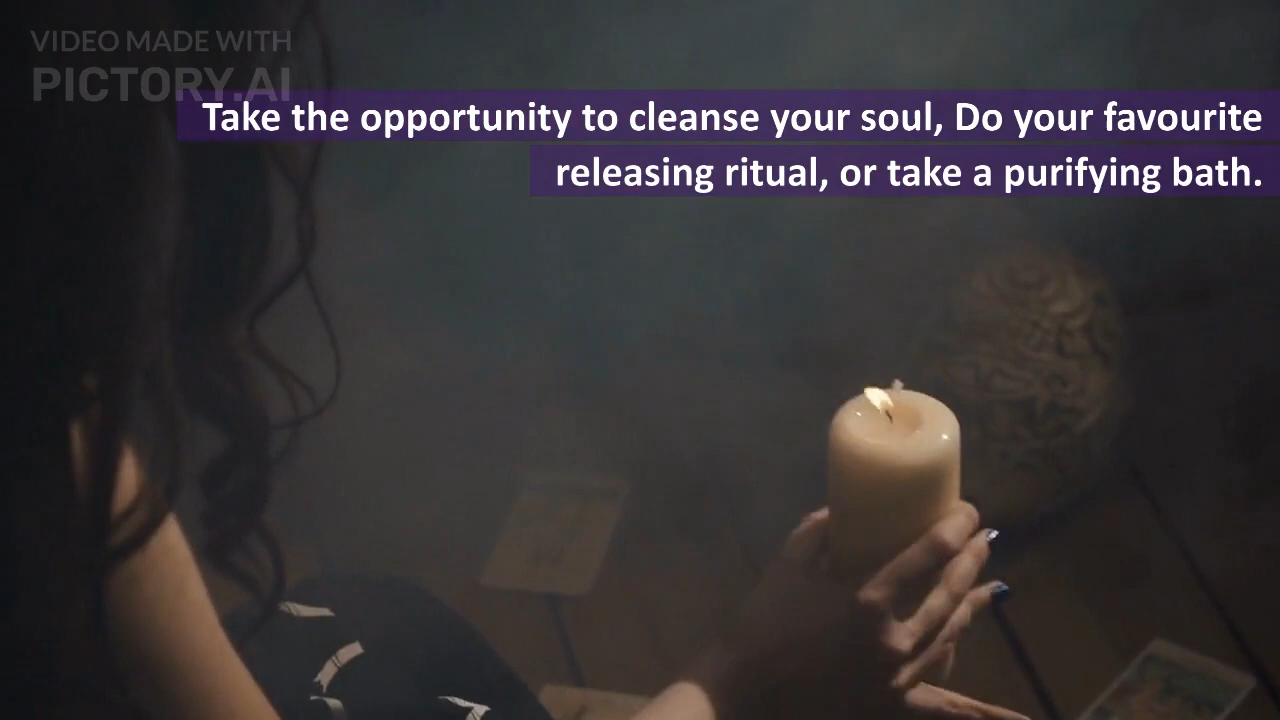 VIDEO MADE WITH
PICTORY.AI
Take the opportunity to cleanse your soul, Do your favourite
releasing ritual, or take a purifying bath.